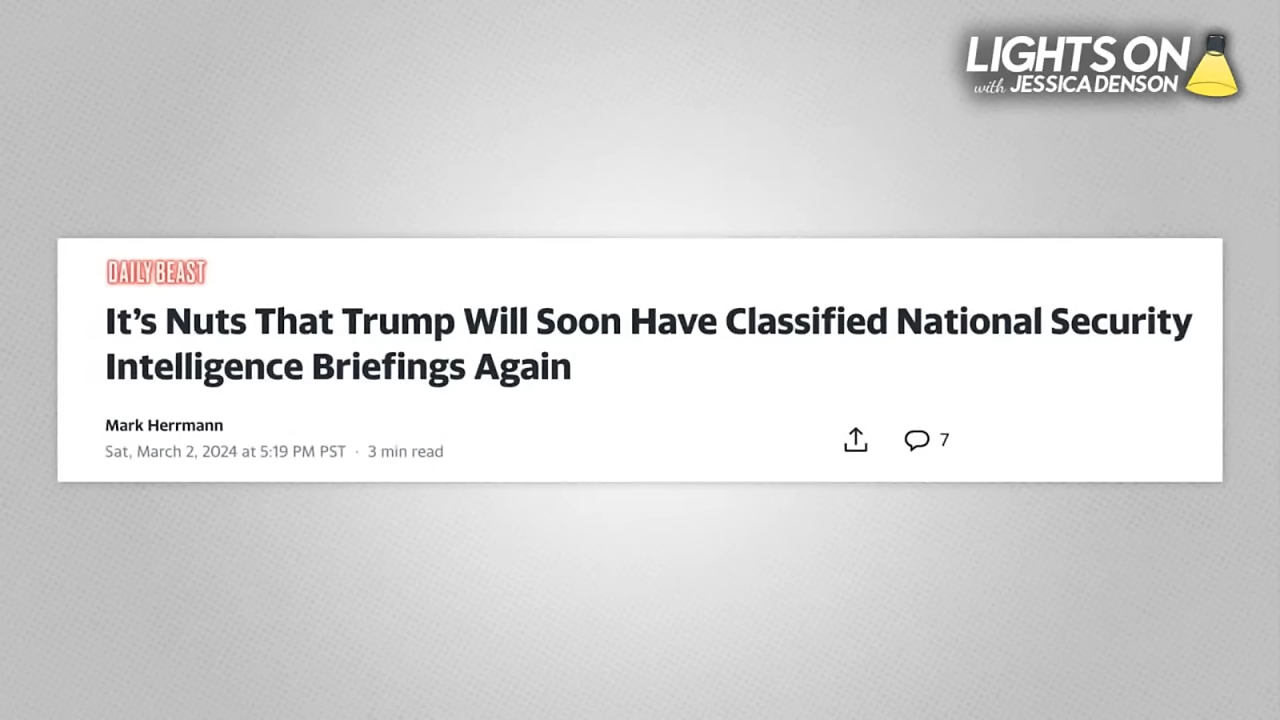 LIGHTS ON
with JESSICA DENSON
DAILY BEAST
It's Nuts That Trump Will Soon Have Classified National Security
Intelligence Briefings Again
Mark Herrmann
Sat, March 2, 2024 at 5:19 PM PST · 3 min read
7